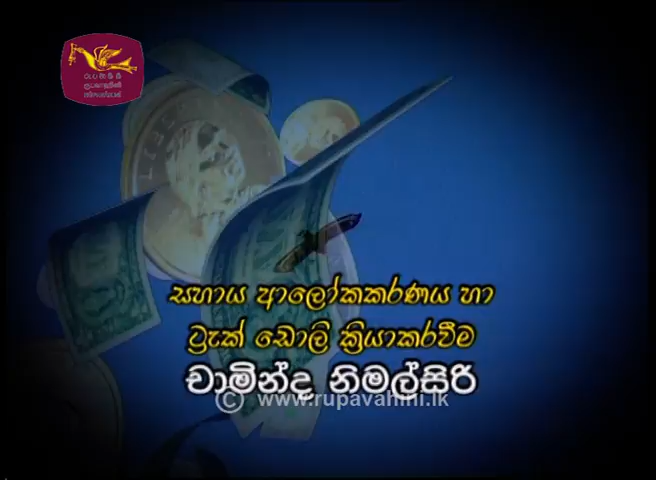 සහාය ආලෝකකරණය හා
ට්‍රැක් ඩොලි ක්‍රියාකරවීම
චාමින්ද නිමල්සිරි
© www.rupavahini.lk